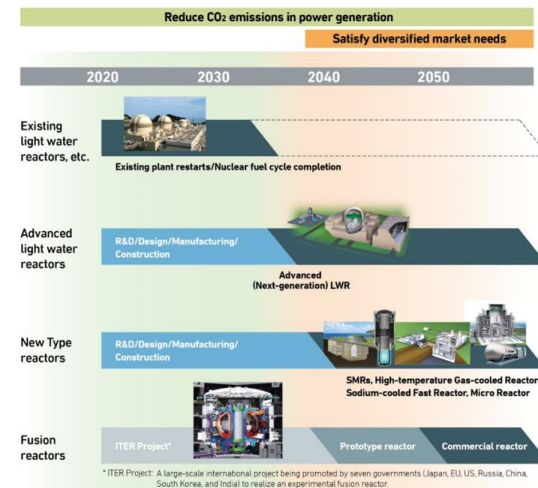 Reduce CO2 emissions in power generation
Satisfy diversified market needs
2020 2030 2040 2050
Existing
light water
reactors, etc.
Existing plant restarts/Nuclear fuel cycle completion
Advanced
light water
reactors
R&D/Design/Manufacturing/
Construction
Advanced
(Next-generation) LWR
New Type
reactors
R&D/Design/Manufacturing/
Construction
SMRs, High-temperature Gas-cooled Reactor
Sodium-cooled Fast Reactor, Micro Reactor
Fusion
reactors
ITER Project*
Prototype reactor
Commercial reactor
* ITER Project: A large-scale international project being promoted by seven governments (Japan, EU, US, Russia, China,
South Korea, and India) to realize an experimental fusion reactor.